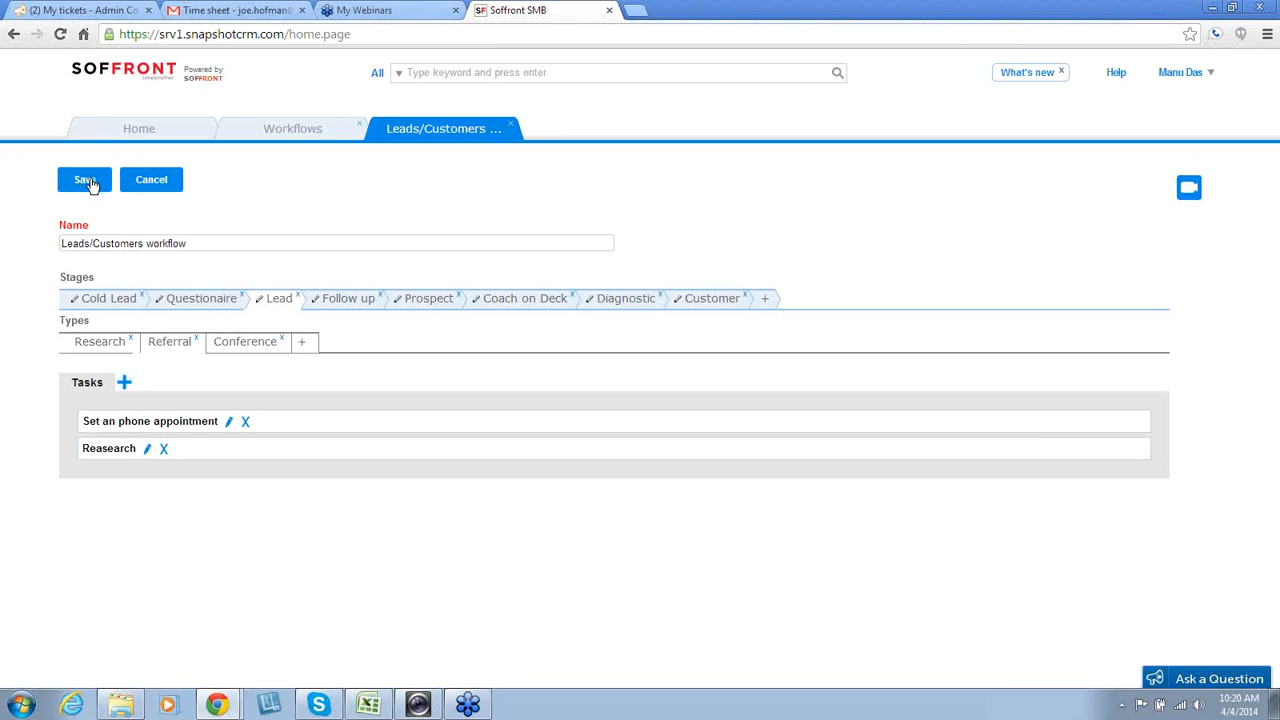 (2) My tickets - Admin Co
Time sheet - joe.hofman@
My Webinars
Soffront SMB
https://srv1.snapshotcrm.com/home.page
SOFFRONT
Powered by
SOFFRONT
All
Type keyword and press enter
What's new x
Help
Manu Das
Home
Workflows
Leads/Customers ...
Save
Cancel
Name
Leads/Customers workflow
Stages
Cold Lead x
Questionaire x
Lead x
Follow up x
Prospect x
Coach on Deck x
Diagnostic x
Customer x
+
Types
Research x
Referral x
Conference x
+
Tasks +
Set an phone appointment X
Reasearch X
Ask a Question
10:20 AM
4/4/2014